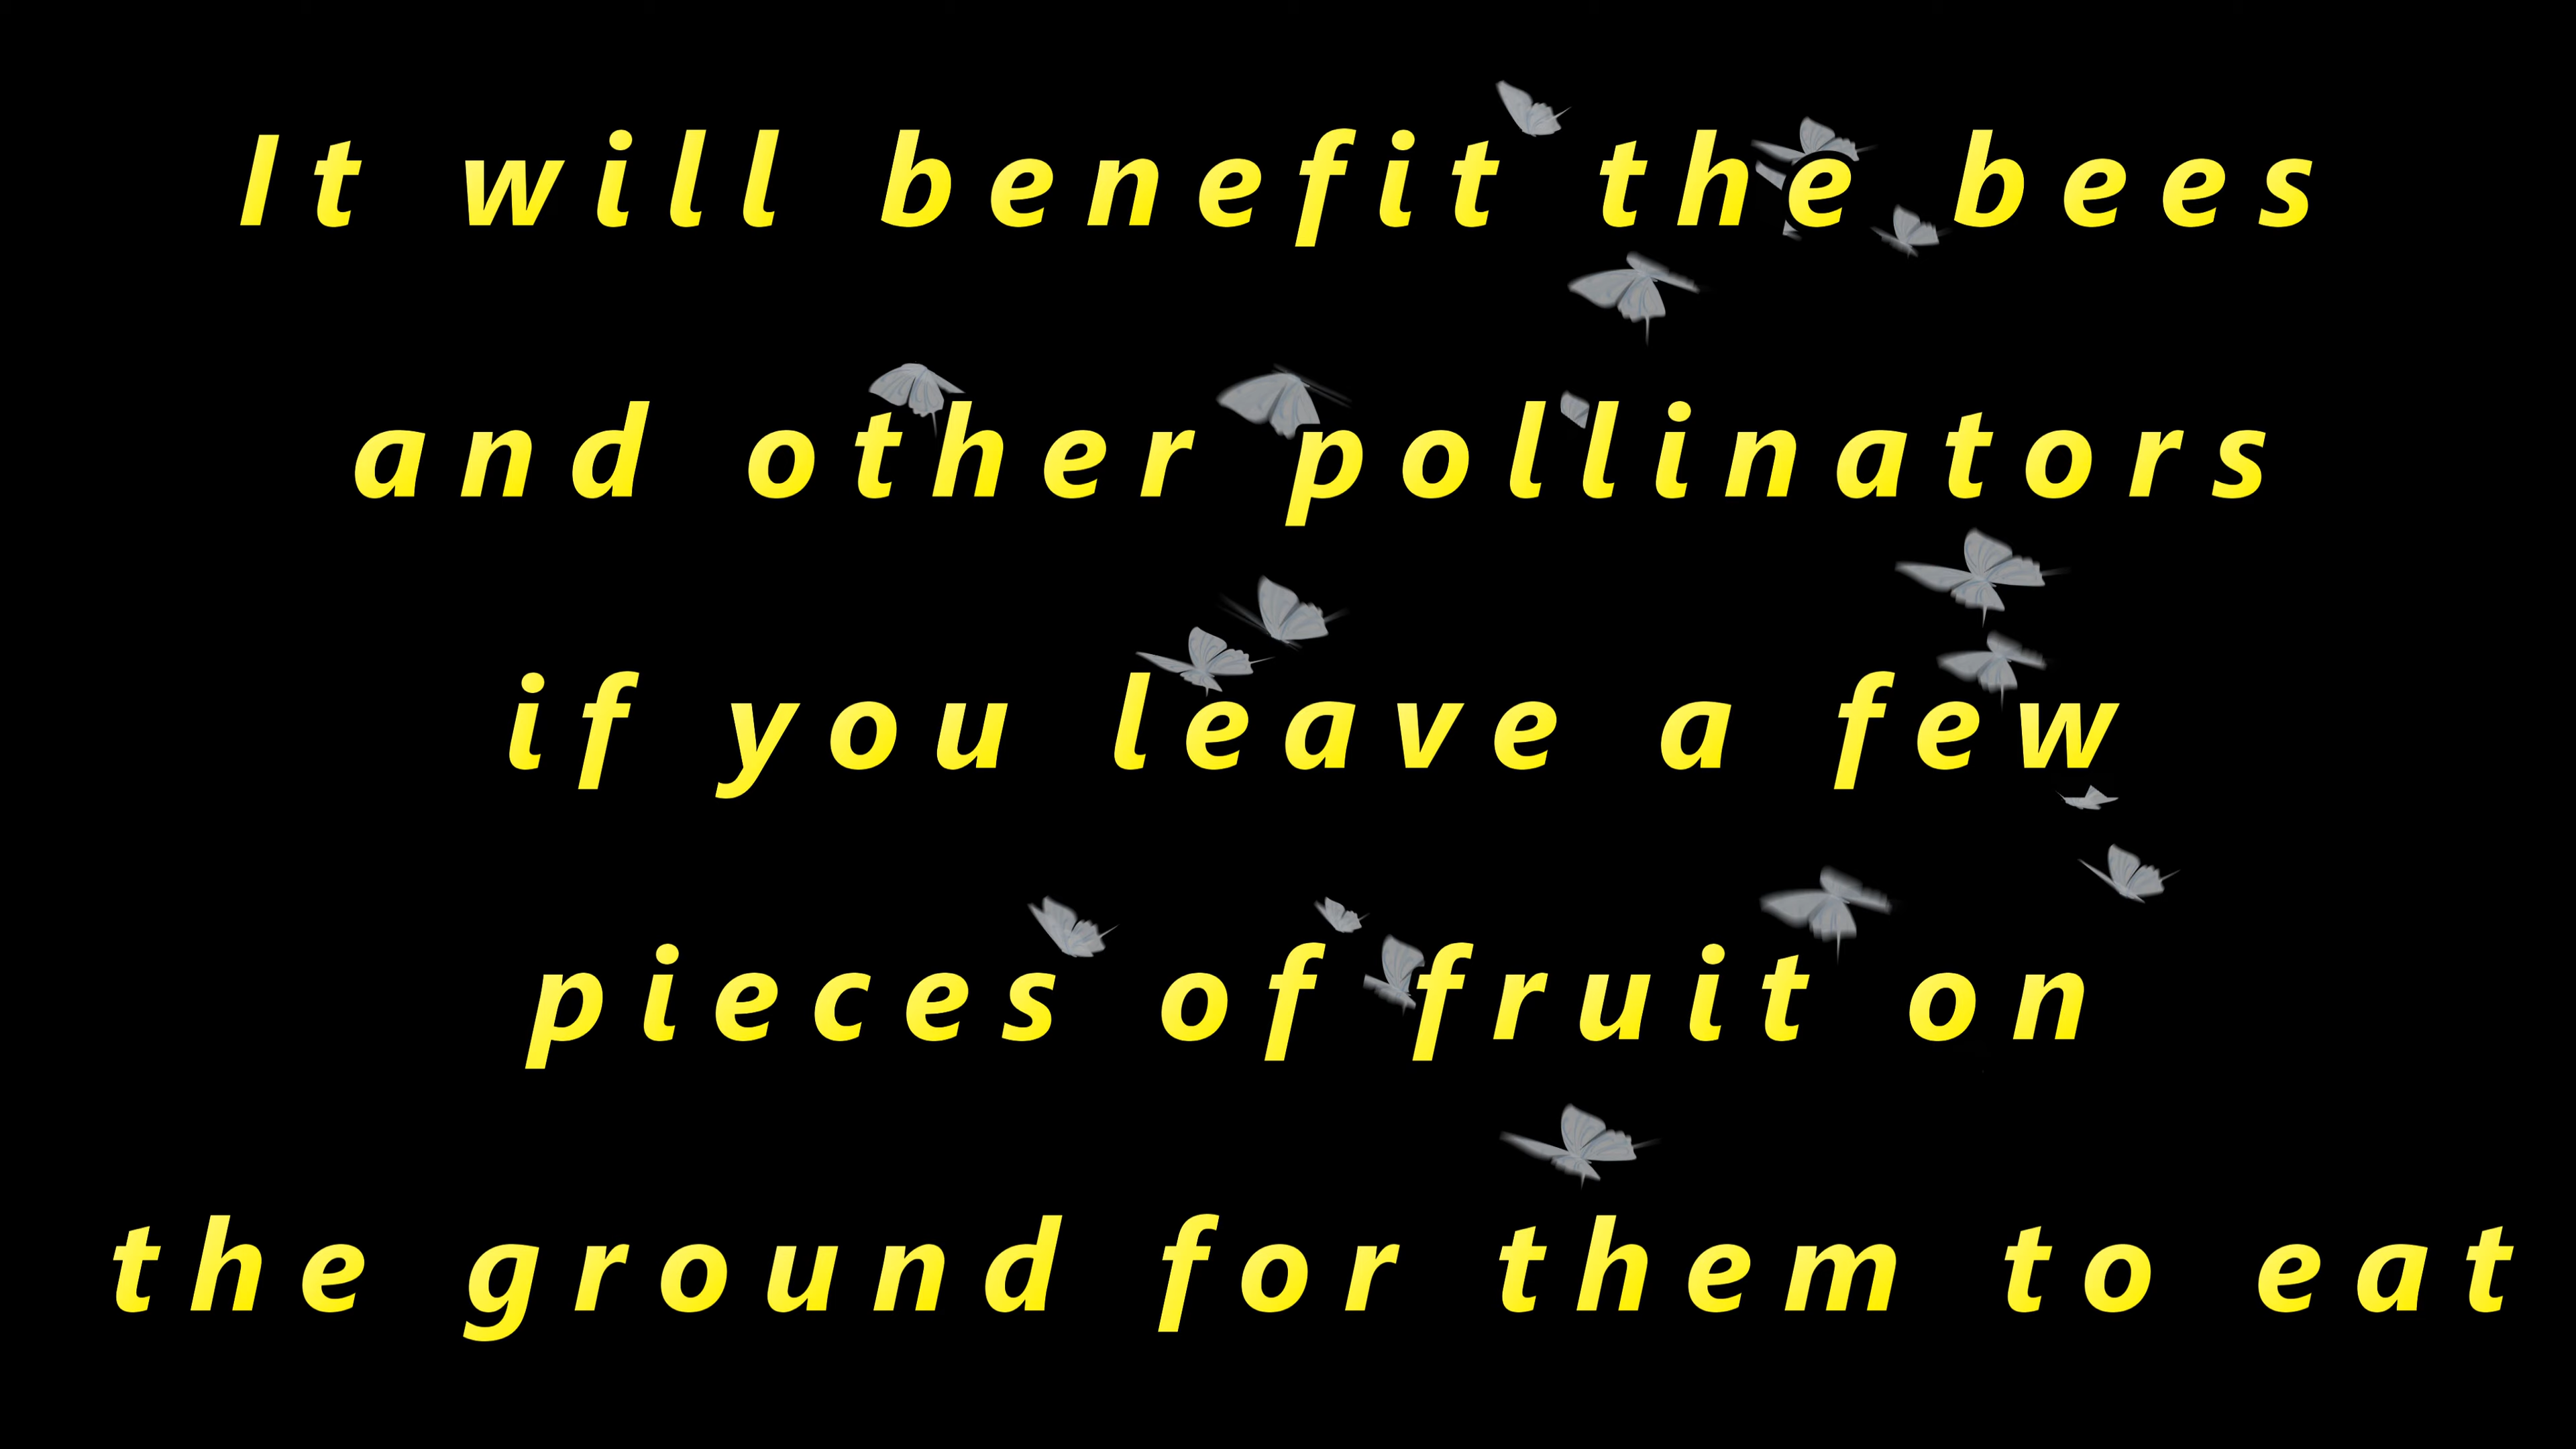 It will benefit the bees
and other pollinators
if you leave a few
pieces of fruit on
the ground for them to eat